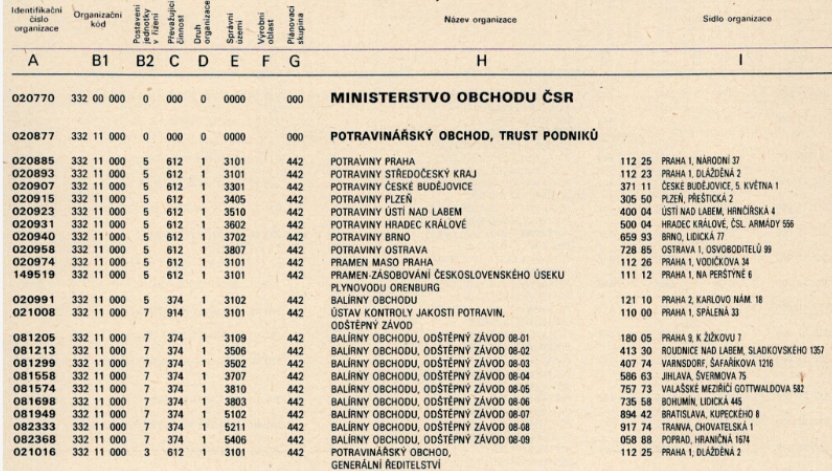 Identifikační číslo organizace Organizační kód Postavení jednotky v řízení Převažující činnost Druh organizace Správní území Výrobní oblast Plánovací skupina Název organizace Sídlo organizace
A B1 B2 C D E F G H I
020770 332 00 000 0 000 0 0000 000 MINISTERSTVO OBCHODU ČSR
020877 332 11 000 0 000 0 0000 000 POTRAVINÁŘSKÝ OBCHOD, TRUST PODNIKŮ
020885 332 11 000 5 612 1 3101 442 POTRAVINY PRAHA 112 25 PRAHA 1, NÁRODNÍ 37
020893 332 11 000 5 612 1 3101 442 POTRAVINY STŘEDOČESKÝ KRAJ 112 23 PRAHA 1, DLÁŽDĚNÁ 2
020907 332 11 000 5 612 1 3301 442 POTRAVINY ČESKÉ BUDĚJOVICE 371 11 ČESKÉ BUDĚJOVICE, 5. KVĚTNA 1
020915 332 11 000 5 612 1 3405 442 POTRAVINY PLZEŇ 305 50 PLZEŇ, PŘEŠTICKÁ 2
020923 332 11 000 5 612 1 3510 442 POTRAVINY ÚSTÍ NAD LABEM 400 04 ÚSTÍ NAD LABEM, HRNČÍŘSKÁ 4
020931 332 11 000 5 612 1 3602 442 POTRAVINY HRADEC KRÁLOVÉ 500 04 HRADEC KRÁLOVÉ, ČSL. ARMÁDY 556
020940 332 11 000 5 612 1 3702 442 POTRAVINY BRNO 659 93 BRNO, LIDICKÁ 77
020958 332 11 000 5 612 1 3807 442 POTRAVINY OSTRAVA 728 85 OSTRAVA 1, OSVOBODITELŮ 99
020974 332 11 000 5 612 1 3101 442 PRAMEN MASO PRAHA 112 26 PRAHA 1, VODIČKOVA 34
149519 332 11 000 5 612 1 3101 442 PRAMEN-ZÁSOBOVÁNÍ ČESKOSLOVENSKÉHO ÚSEKU 111 12 PRAHA 1, NA PERŠTÝNĚ 6
PLYNOVODU ORENBURG
020991 332 11 000 5 374 1 3102 442 BALÍRNY OBCHODU 121 10 PRAHA 2, KARLOVO NÁM. 18
021008 332 11 000 7 914 1 3101 442 ÚSTAV KONTROLY JAKOSTI POTRAVIN, 110 00 PRAHA 1, SPÁLENÁ 33
ODŠTĚPNÝ ZÁVOD
081205 332 11 000 7 374 1 3109 442 BALÍRNY OBCHODU, ODŠTĚPNÝ ZÁVOD 08-01 180 05 PRAHA 9, K ŽIŽKOVU 7
081213 332 11 000 7 374 1 3506 442 BALÍRNY OBCHODU, ODŠTĚPNÝ ZÁVOD 08-02 413 30 ROUDNICE NAD LABEM, SLADKOVSKÉHO 1357
081299 332 11 000 7 374 1 3502 442 BALÍRNY OBCHODU, ODŠTĚPNÝ ZÁVOD 08-03 407 74 VARNSDORF, ŠAFAŘÍKOVA 1216
081558 332 11 000 7 374 1 3707 442 BALÍRNY OBCHODU, ODŠTĚPNÝ ZÁVOD 08-04 586 63 JIHLAVA, ŠVERMOVA 75
081574 332 11 000 7 374 1 3810 442 BALÍRNY OBCHODU, ODŠTĚPNÝ ZÁVOD 08-05 757 73 VALAŠSKÉ MEZIŘÍČÍ GOTTWALDOVA 582
081698 332 11 000 7 374 1 3803 442 BALÍRNY OBCHODU, ODŠTĚPNÝ ZÁVOD 08-06 735 58 BOHUMÍN, LIDICKÁ 445
081949 332 11 000 7 374 1 5102 442 BALÍRNY OBCHODU, ODŠTĚPNÝ ZÁVOD 08-07 894 42 BRATISLAVA, KUPECKÉHO 8
082333 332 11 000 7 374 1 5211 442 BALÍRNY OBCHODU, ODŠTĚPNÝ ZÁVOD 08-08 917 74 TRANVA, CHOVATELSKÁ 1
082368 332 11 000 7 374 1 5406 442 BALÍRNY OBCHODU, ODŠTĚPNÝ ZÁVOD 08-09 058 88 POPRAD, HRANIČNÁ 1674
021016 332 11 000 3 612 1 3101 442 POTRAVINÁŘSKÝ OBCHOD, 112 25 PRAHA 1, DLÁŽDĚNÁ 2
GENERÁLNÍ ŘEDITELSTVÍ